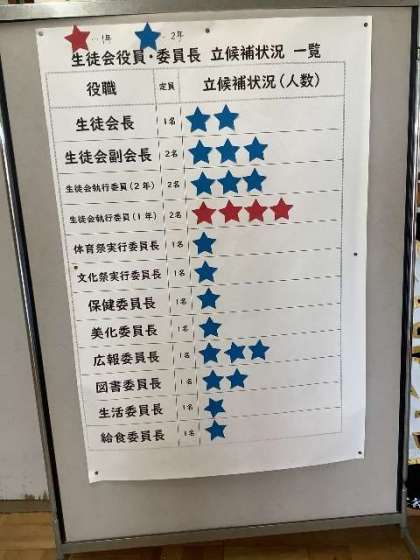 ★…1年 ★…2年
生徒会役員・委員長 立候補状況 一覧
役職 定員 立候補状況(人数)
生徒会長 1名 ★★
生徒会副会長 2名 ★★★
生徒会執行委員(2年) 2名 ★★★
生徒会執行委員(1年) 2名 ★★★★
体育祭実行委員長 1名 ★
文化祭実行委員長 1名 ★
保健委員長 1名 ★
美化委員長 1名 ★
広報委員長 1名 ★★★
図書委員長 1名 ★★
生活委員長 1名 ★
給食委員長 1名 ★